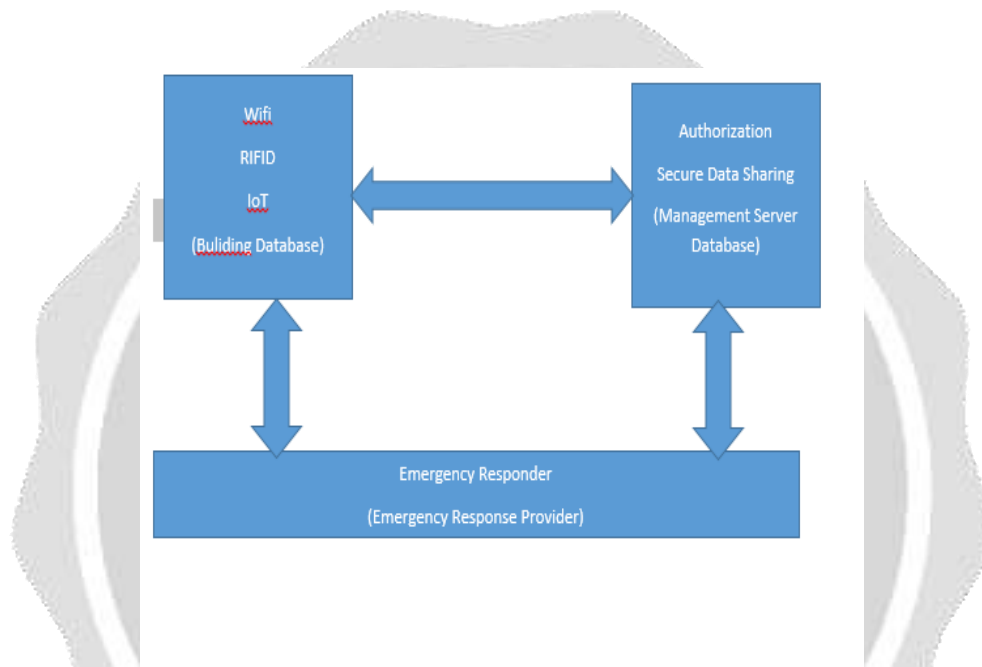 Wifi
RIFID
IoT
(Buliding Database)
Authorization
Secure Data Sharing
(Management Server
Database)
Emergency Responder
(Emergency Response Provider)